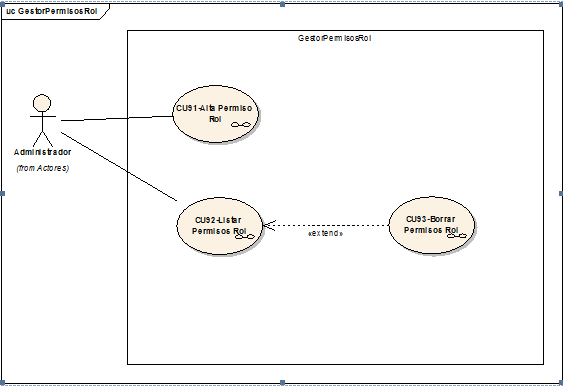 uc GestorPermisosRol
GestorPermisosRol
CU91-Alta Permiso
Rol
Administrador
(from Actores)
CU92-Listar
Permisos Rol
«extend»
CU93-Borrar
Permisos Rol